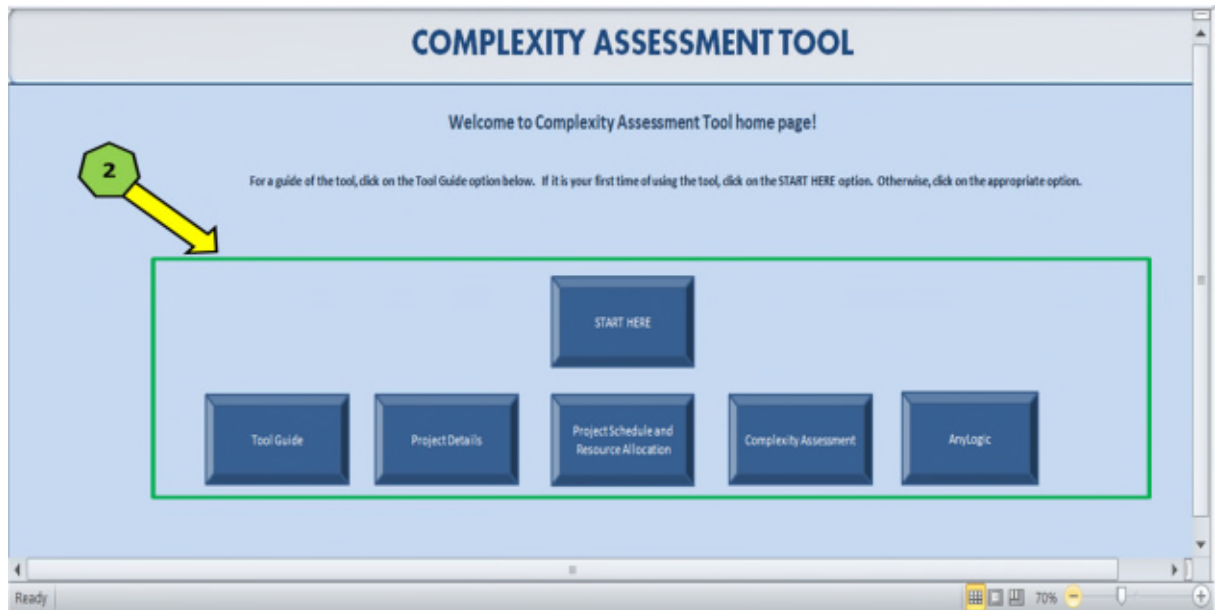 COMPLEXITY ASSESSMENT TOOL
Welcome to Complexity Assessment Tool home page!
2
For a guide of the tool, click on the Tool Guide option below. If it is your first time of using the tool, click on the START HERE option. Otherwise, click on the appropriate option.
START HERE
Tool Guide
Project Details
Project Schedule and
Resource Allocation
Complexity Assessment
AnyLogic
Ready
70%